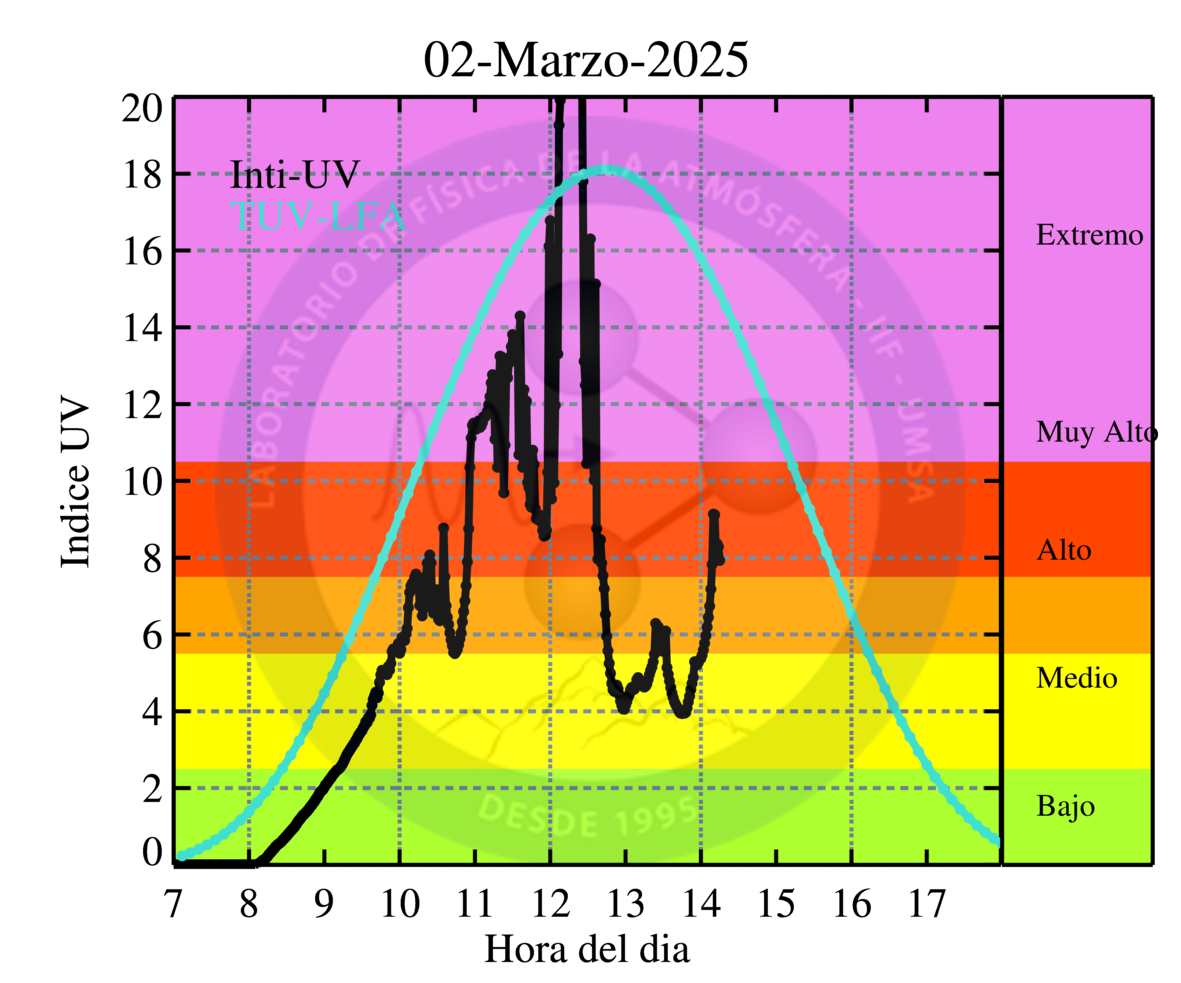 02-Marzo-2025
Indice UV
20
18
16
14
12
10
8
6
4
2
0
Inti-UV
TUV-LFA
LABORATORIO DE FÍSICA DE LA ATMÓSFERA - IIF - UMSA
DESDE 1995
Extremo
Muy Alto
Alto
Medio
Bajo
7 8 9 10 11 12 13 14 15 16 17
Hora del dia